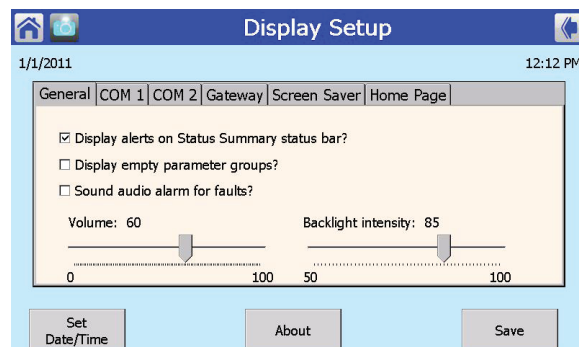 Display Setup
1/1/2011 12:12 PM
General COM 1 COM 2 Gateway Screen Saver Home Page
Display alerts on Status Summary status bar?
Display empty parameter groups?
Sound audio alarm for faults?
Volume: 60 Backlight intensity: 85
0 100 50 100
Set
Date/Time
About
Save